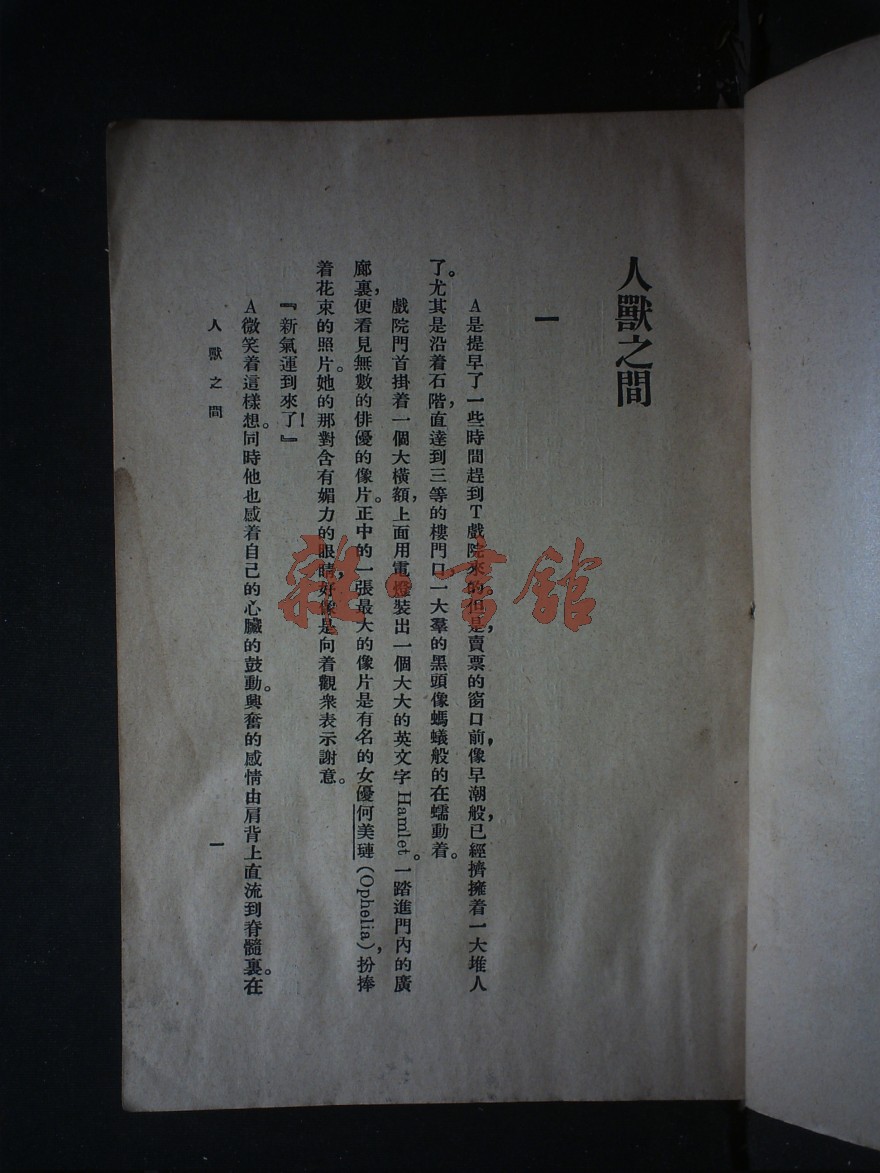 人獸之間
一
A是提早了一些時間趕到T戲院來的但是，賣票的窗口前，像早潮般，已經擠擁着一大堆人
了。尤其是沿着石階，直達到三等的樓門口，一大羣的黑頭像螞蟻般的在蠕動着。
戲院門首掛着一個大橫額，上面用電燈裝出一個大大的英文字Hamlet。一踏進門內的廣
廊裏，便看見無數的俳優的像片。正中的一張最大的像片是有名的女優何美璉（Ophelia），扮捧
着花束的照片。她的那對含有媚力的眼睛，好像是向着觀衆表示謝意。
『新氣運到來了！』
A微笑着這樣想。同時他也感着自己的心臟的鼓動。興奮的感情由肩背上直流到脊髓裏。在
人獸之間
一
雜·書館